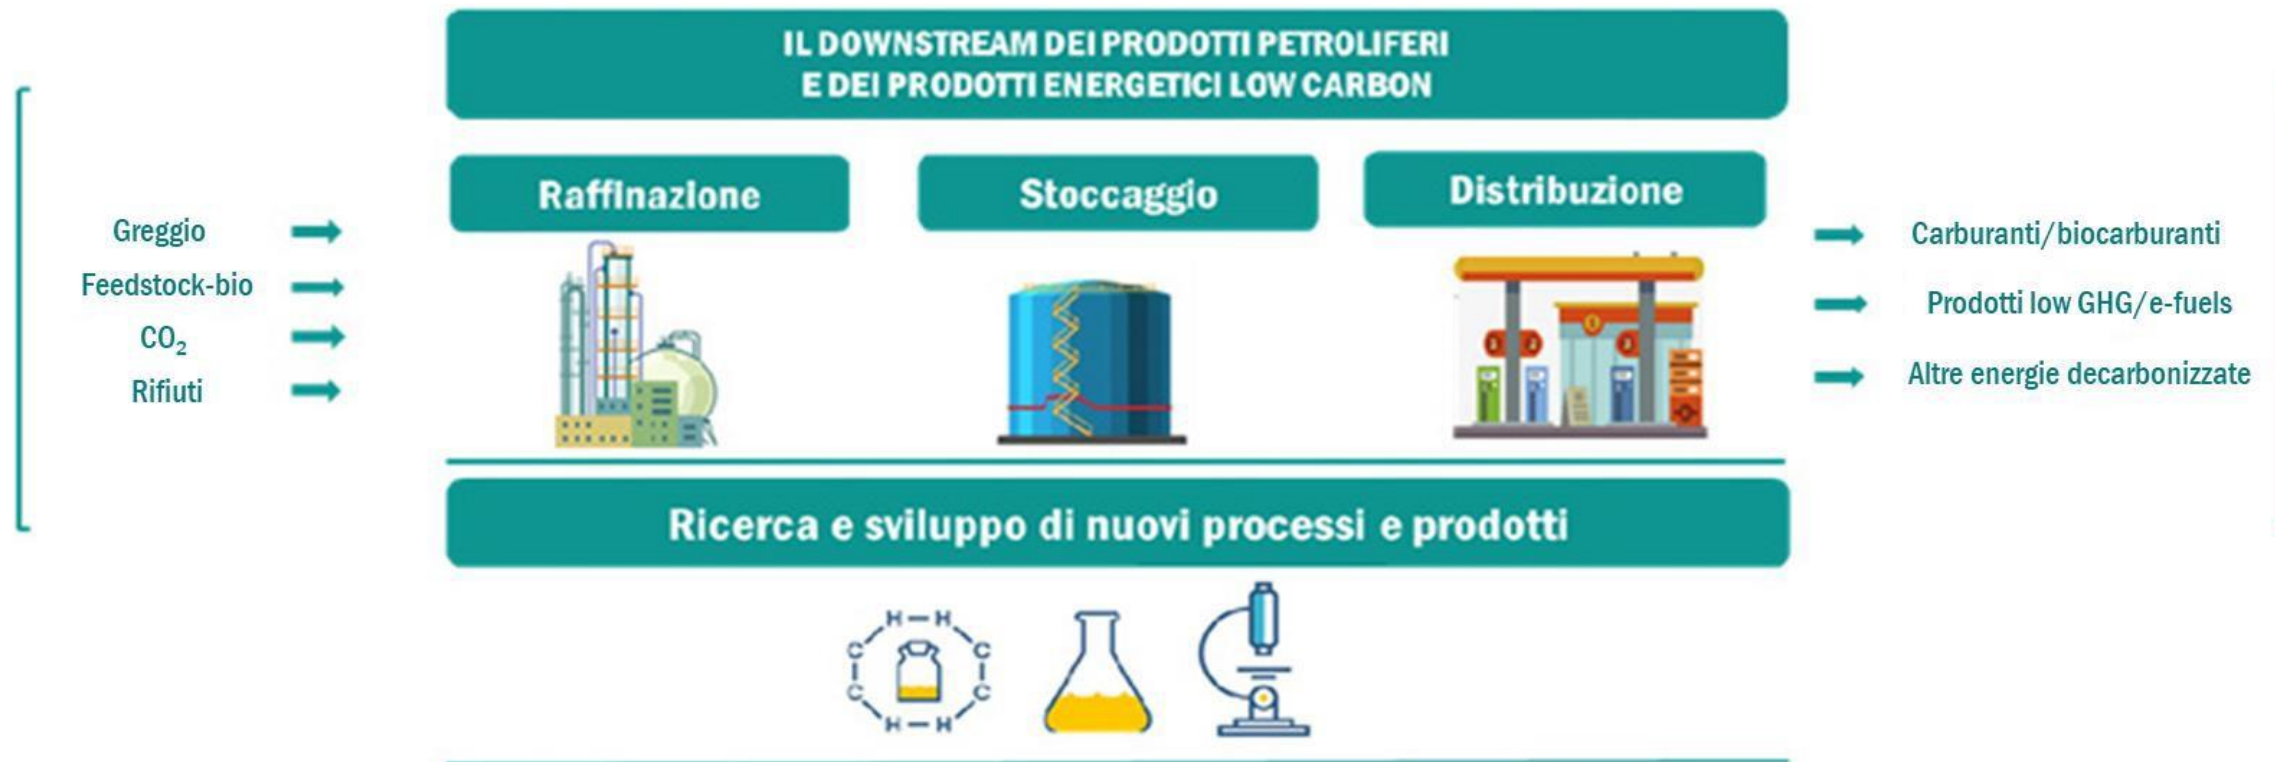 IL DOWNSTREAM DEI PRODOTTI PETROLIFERI
E DEI PRODOTTI ENERGETICI LOW CARBON
Raffinazione
Stoccaggio
Distribuzione
Greggio
Feedstock-bio
CO₂
Rifiuti
Carburanti/biocarburanti
Prodotti low GHG/e-fuels
Altre energie decarbonizzate
Ricerca e sviluppo di nuovi processi e prodotti
H H
C C
C C
H H